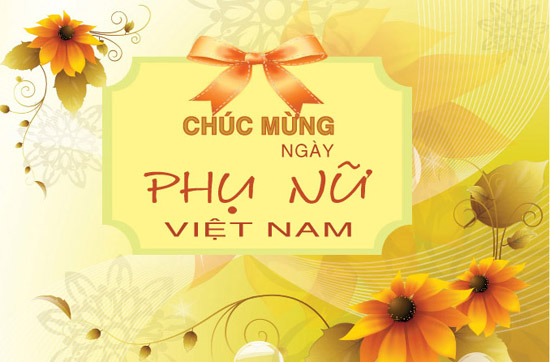 CHÚC MỪNG
NGÀY
PHỤ NỮ
VIỆT NAM